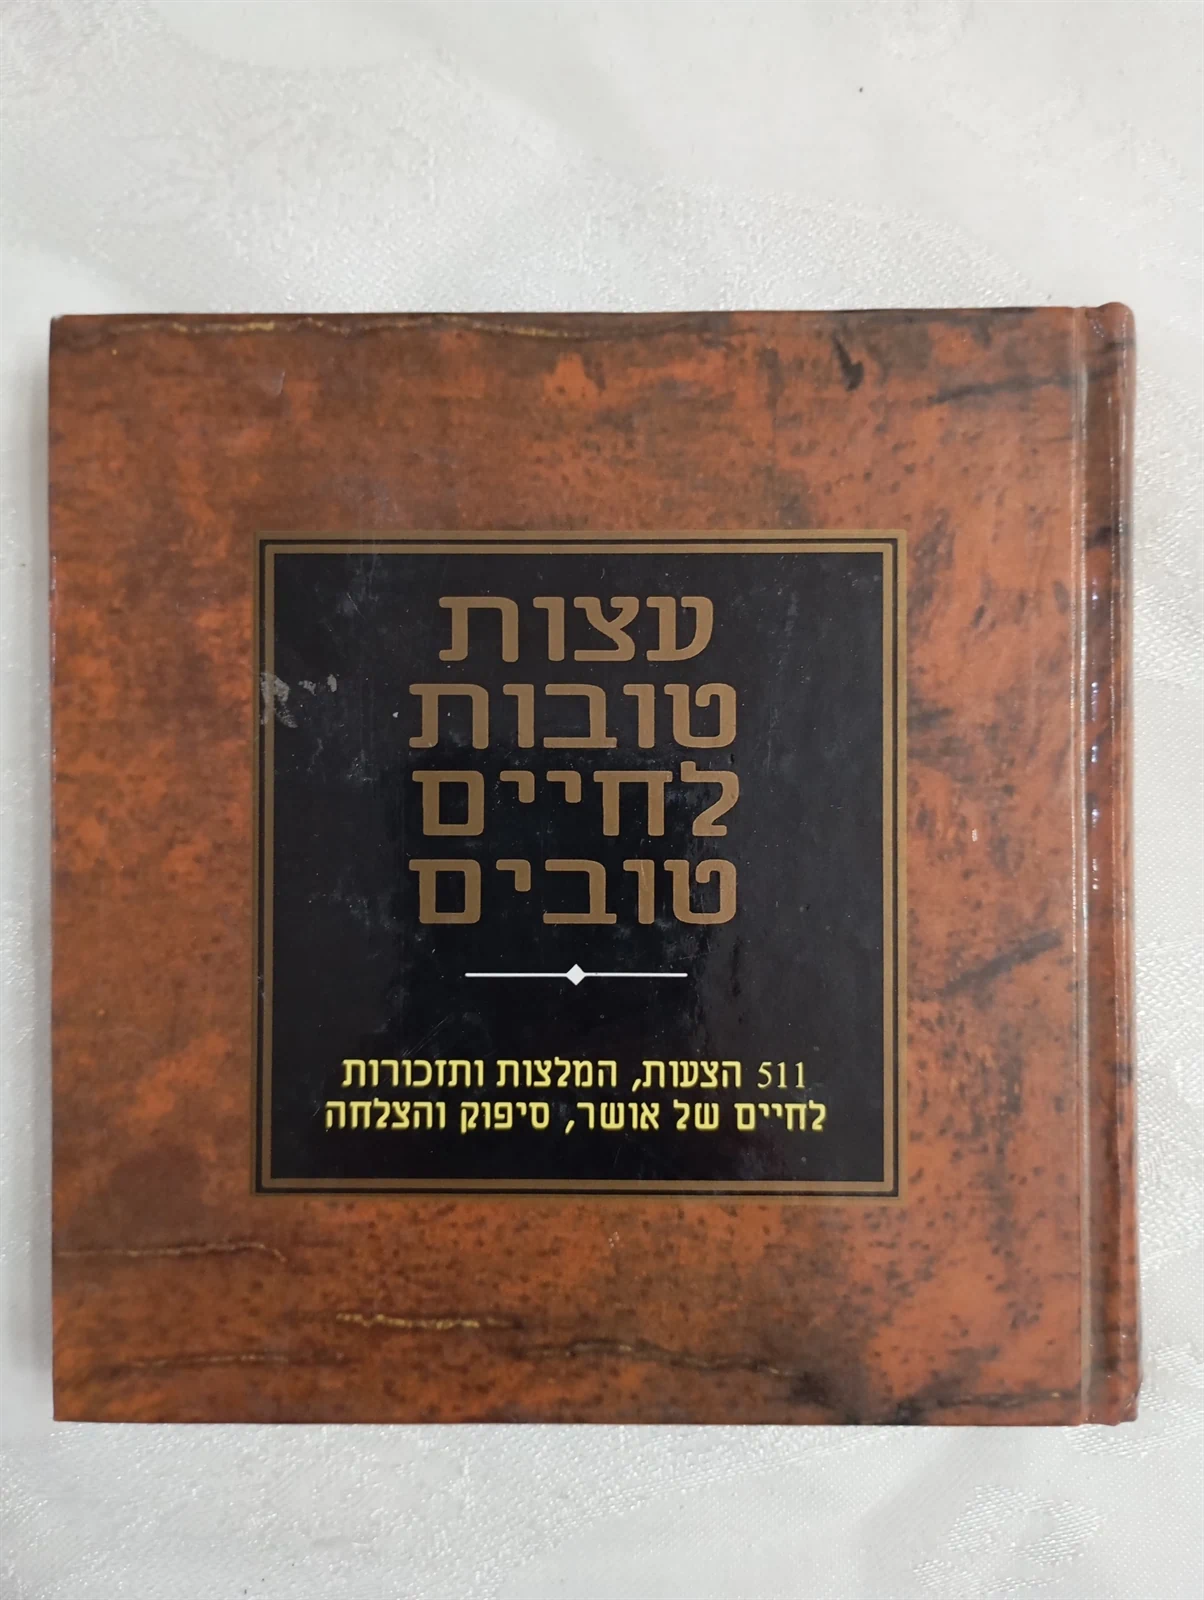 עצות
טובות
לחיים
טובים
511 הצעות, המלצות ותזכורות
לחיים של אושר, סיפוק והצלחה